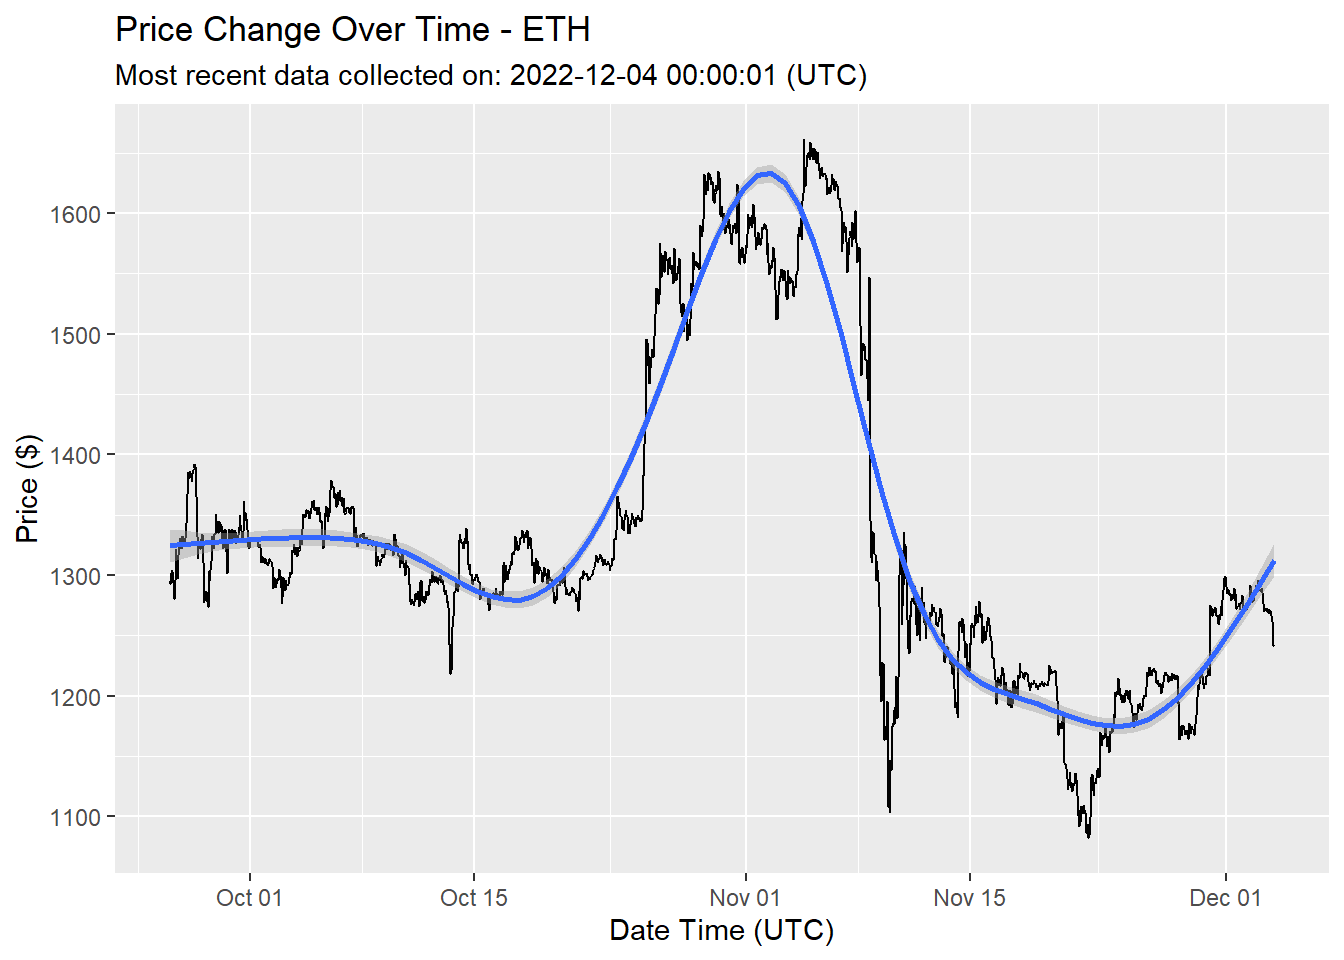 Price Change Over Time - ETH
Most recent data collected on: 2022-12-04 00:00:01 (UTC)
Price ($)
1600
1500
1400
1300
1200
1100
Oct 01
Oct 15
Nov 01
Nov 15
Dec 01
Date Time (UTC)